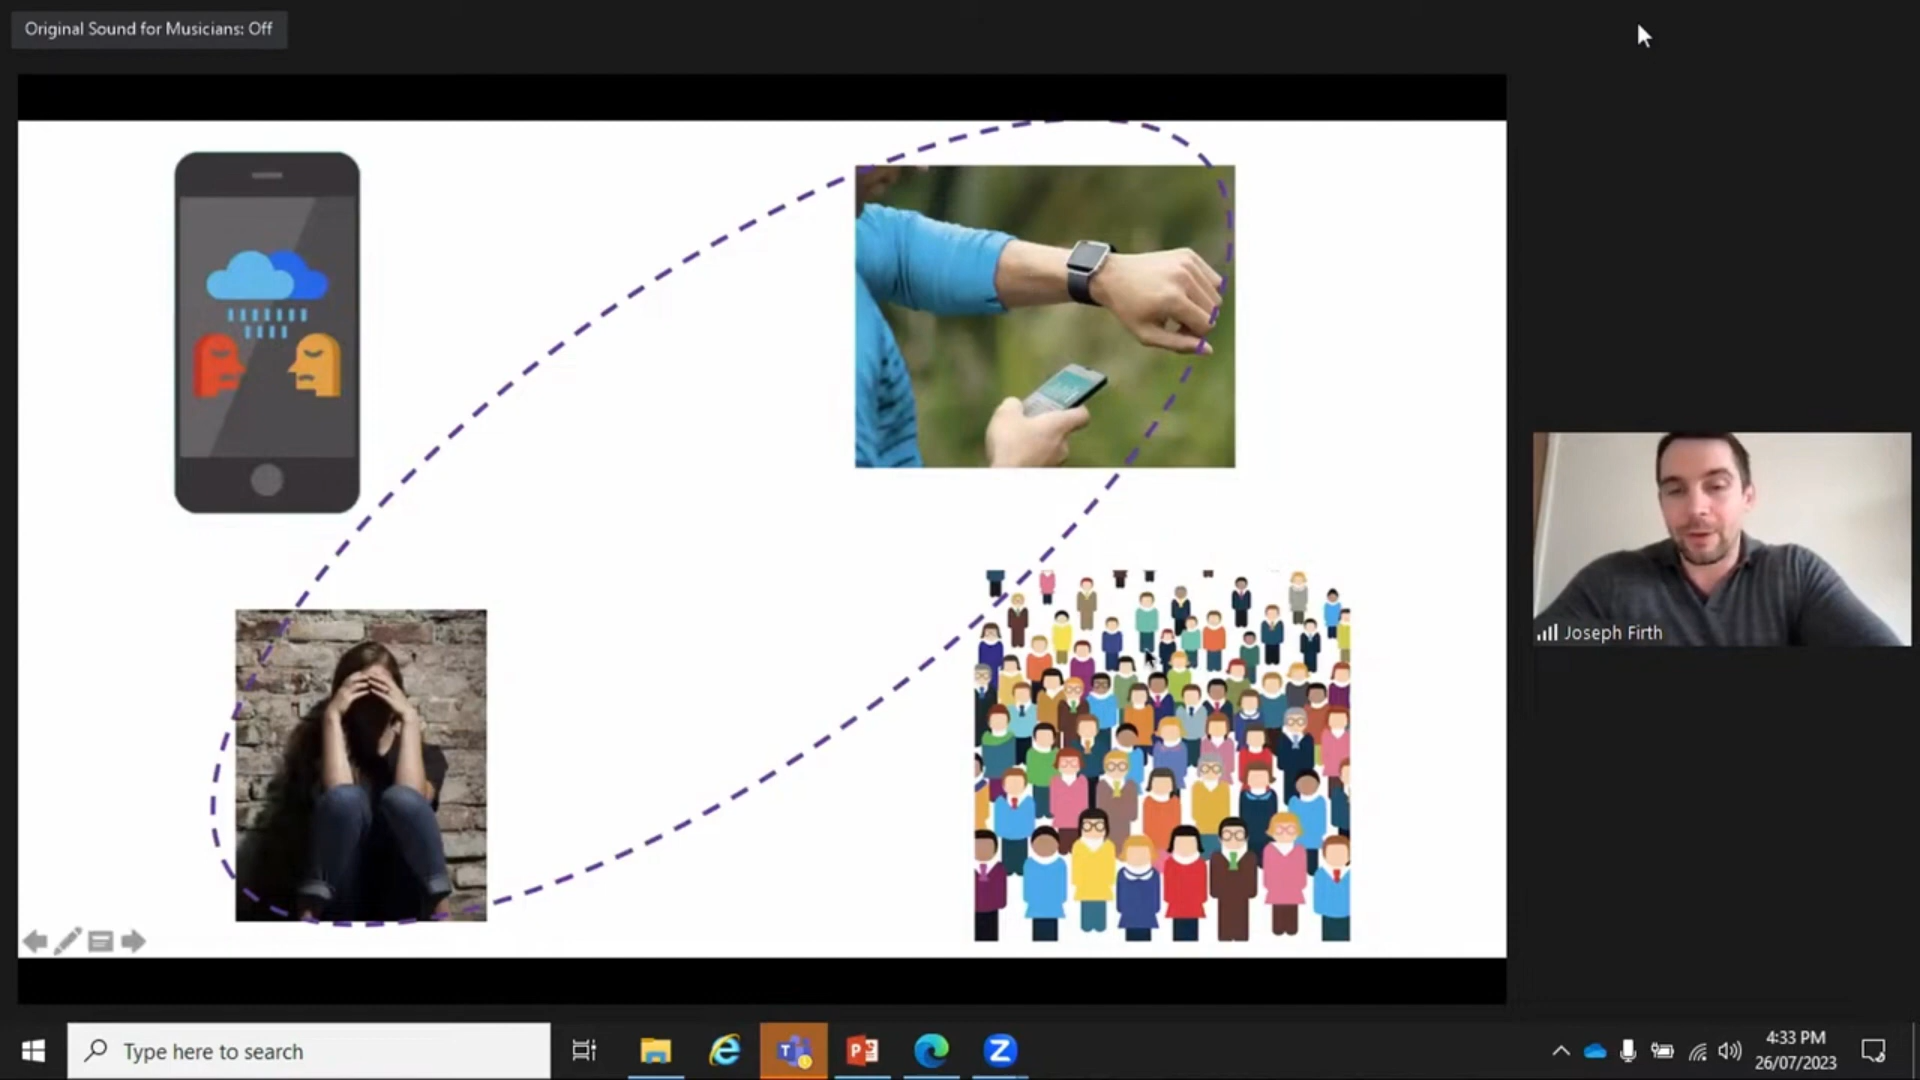 Original Sound for Musicians: Off
Joseph Firth
Type here to search
4:33 PM
26/07/2023